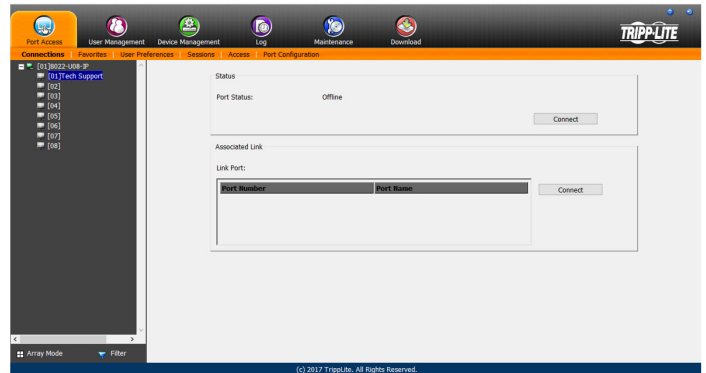 Port Access User Management Device Management Log Maintenance Download
TRIPP-LITE
Connections Favorites User Preferences Sessions Access Port Configuration
[01]B022-U08-IP
[01]Tech Support
[02]
[03]
[04]
[05]
[06]
[07]
[08]
Status
Port Status: Offline
Connect
Associated Link
Link Port:
Port Number Port Name
Connect
Array Mode Filter
(c) 2017 TrippLite. All Rights Reserved.